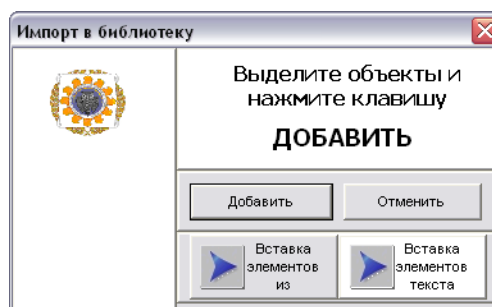 Импорт в библиотеку
Выделите объекты и
нажмите клавишу
ДОБАВИТЬ
Добавить
Отменить
Вставка
элементов
из
Вставка
элементов
текста